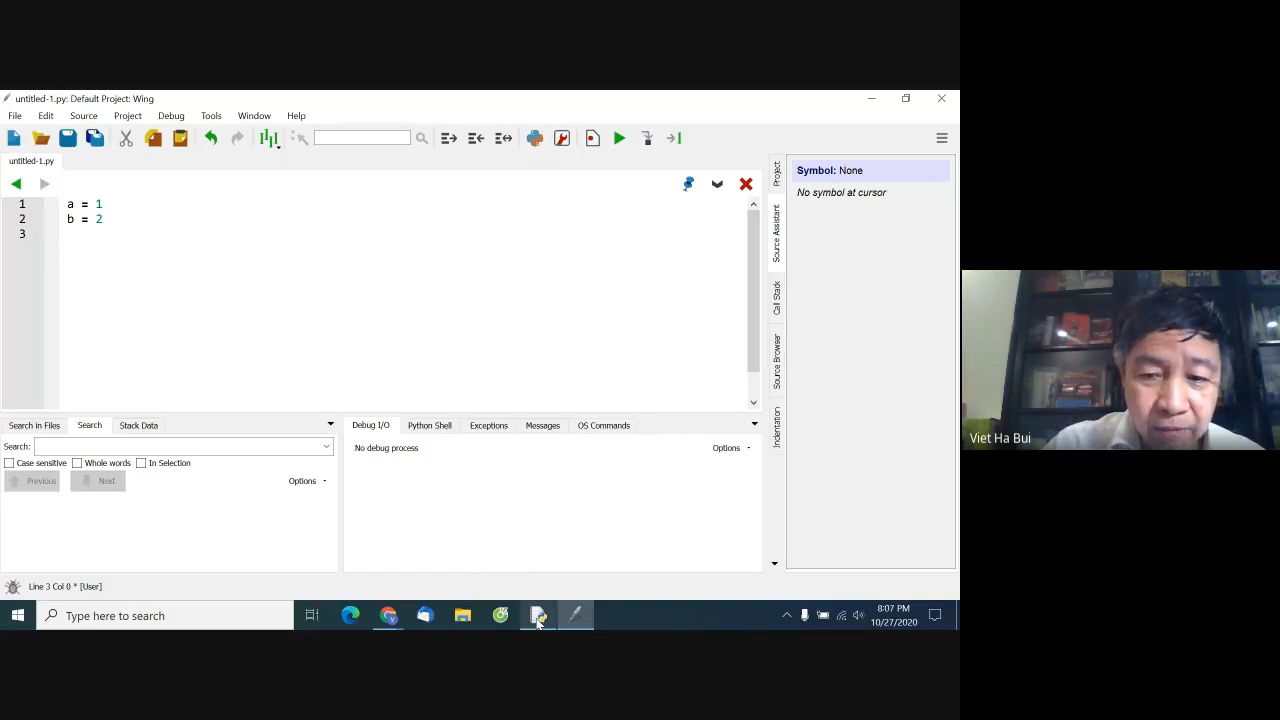 untitled-1.py: Default Project: Wing
File Edit Source Project Debug Tools Window Help
untitled-1.py
1 a = 1
2 b = 2
3
Project
Source Assistant
Call Stack
Source Browser
Indentation
Symbol: None
No symbol at cursor
Search in Files Search Stack Data
Search:
Case sensitive Whole words In Selection
Previous Next Options
Debug I/O Python Shell Exceptions Messages OS Commands
No debug process Options
Line 3 Col 0 * [User]
Type here to search
8:07 PM
10/27/2020
Viet Ha Bui